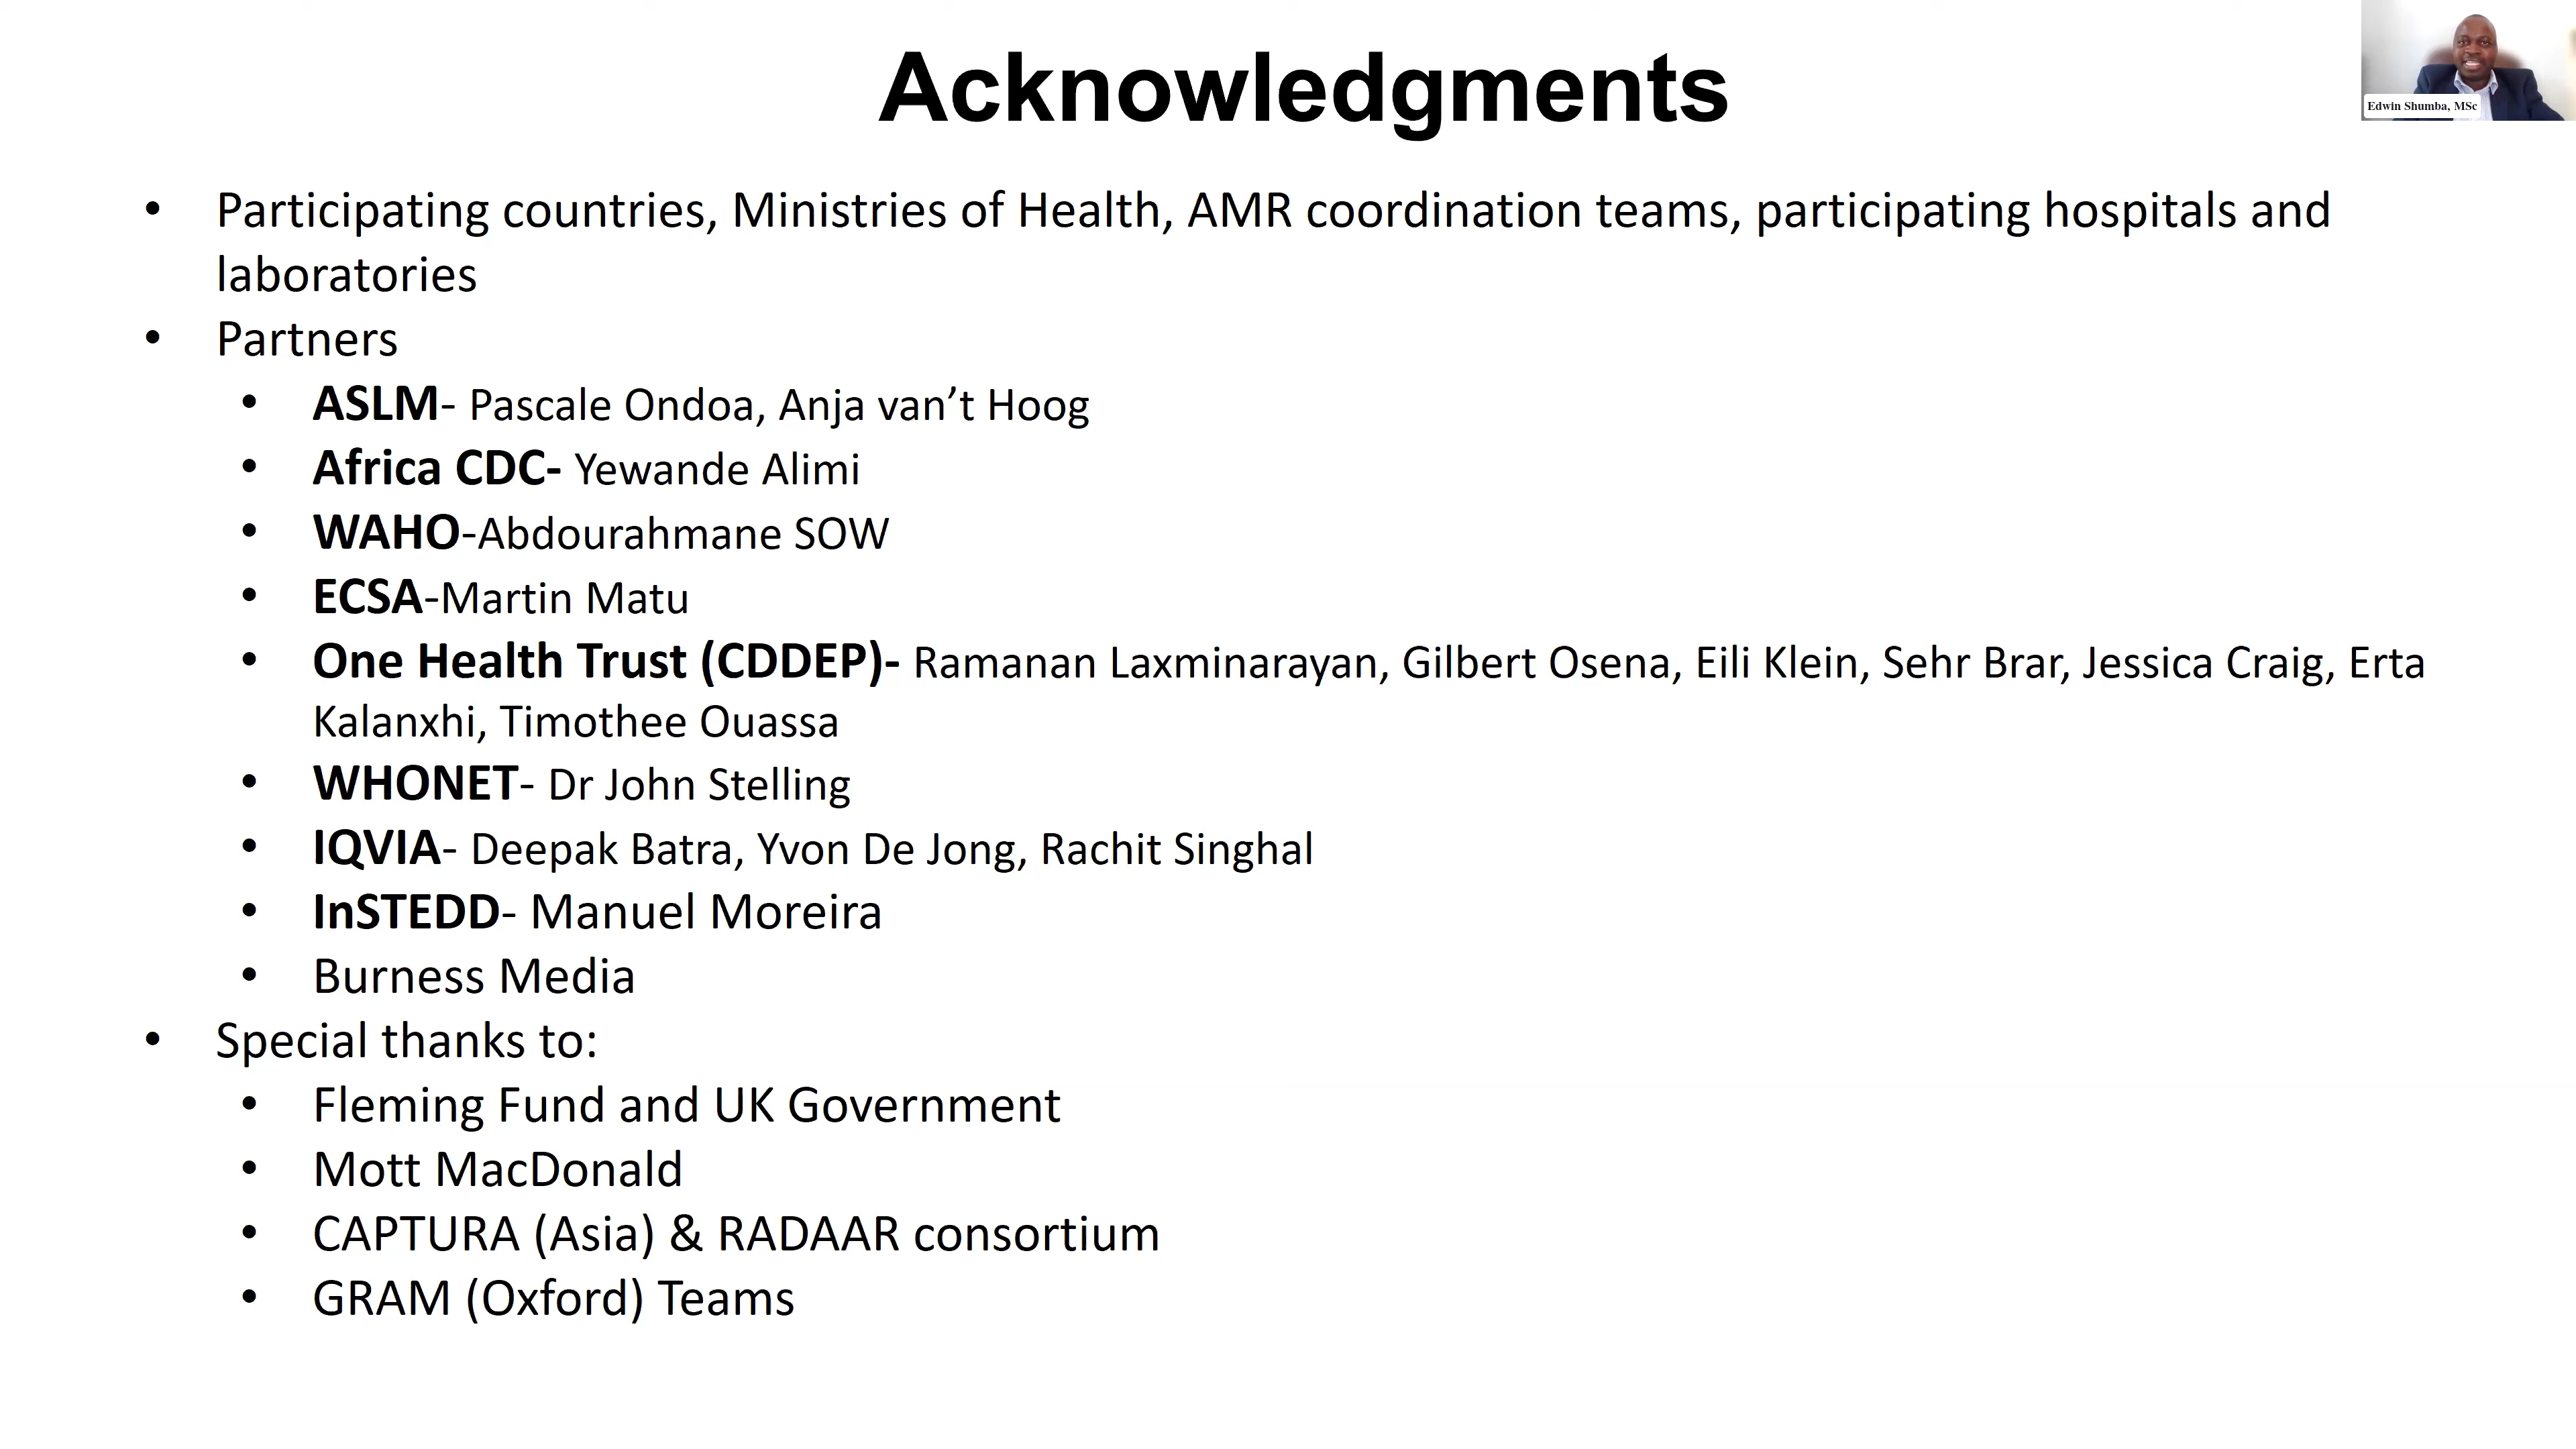 Acknowledgments
Edwin Shumba, MSc
• Participating countries, Ministries of Health, AMR coordination teams, participating hospitals and
laboratories
• Partners
• ASLM- Pascale Ondoa, Anja van’t Hoog
• Africa CDC- Yewande Alimi
• WAHO-Abdourahmane SOW
• ECSA-Martin Matu
• One Health Trust (CDDEP)- Ramanan Laxminarayan, Gilbert Osena, Eili Klein, Sehr Brar, Jessica Craig, Erta
Kalanxhi, Timothee Ouassa
• WHONET- Dr John Stelling
• IQVIA- Deepak Batra, Yvon De Jong, Rachit Singhal
• InSTEDD- Manuel Moreira
• Burness Media
• Special thanks to:
• Fleming Fund and UK Government
• Mott MacDonald
• CAPTURA (Asia) & RADAAR consortium
• GRAM (Oxford) Teams